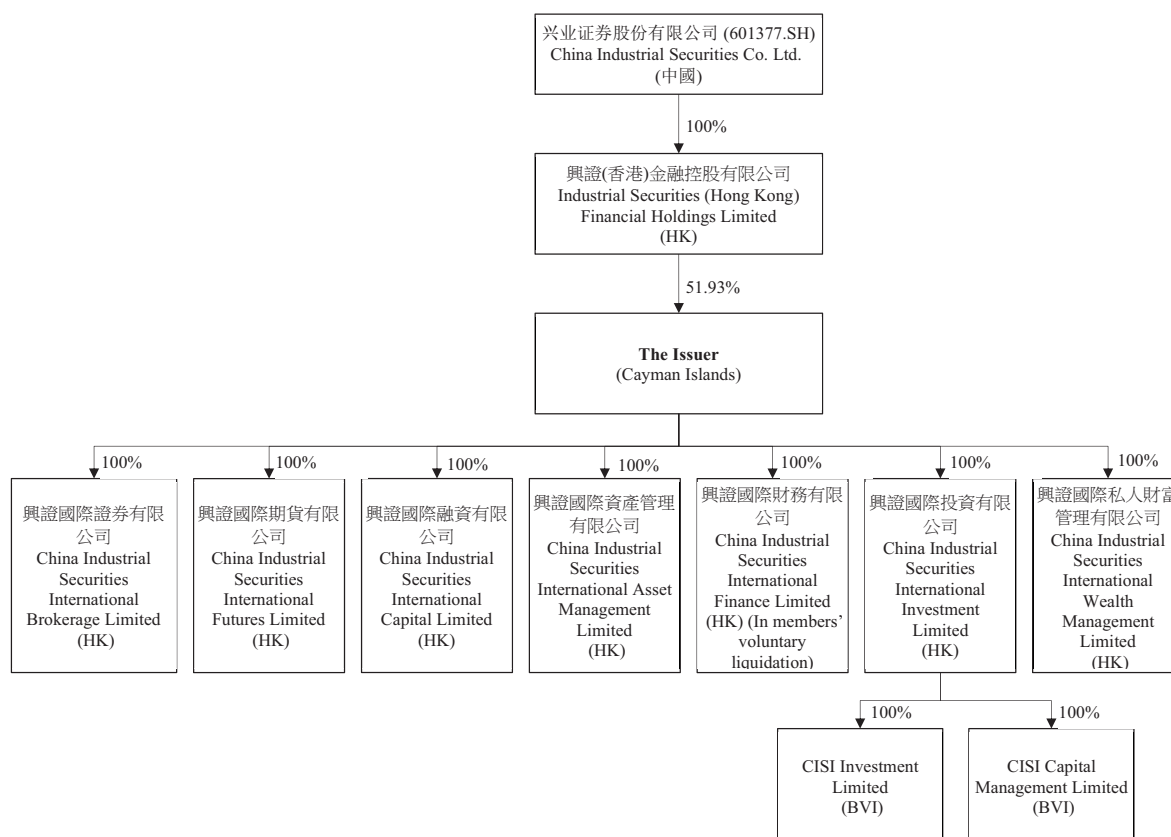 兴业证券股份有限公司 (601377.SH)
China Industrial Securities Co. Ltd.
(中國)
100%
興證(香港)金融控股有限公司
Industrial Securities (Hong Kong)
Financial Holdings Limited
(HK)
51.93%
The Issuer
(Cayman Islands)
100%
100%
100%
100%
100%
100%
100%
興證國際證券有限
公司
China Industrial
Securities
International
Brokerage Limited
(HK)
興證國際期貨有限
公司
China Industrial
Securities
International
Futures Limited
(HK)
興證國際融資有限
公司
China Industrial
Securities
International
Capital Limited
(HK)
興證國際資產管理
有限公司
China Industrial
Securities
International Asset
Management
Limited
(HK)
興證國際財務有限
公司
China Industrial
Securities
International
Finance Limited
(HK) (In members’
voluntary
liquidation)
興證國際投資有限
公司
China Industrial
Securities
International
Investment
Limited
(HK)
興證國際私人財富
管理有限公司
China Industrial
Securities
International
Wealth
Management
Limited
(HK)
100%
100%
CISI Investment
Limited
(BVI)
CISI Capital
Management Limited
(BVI)